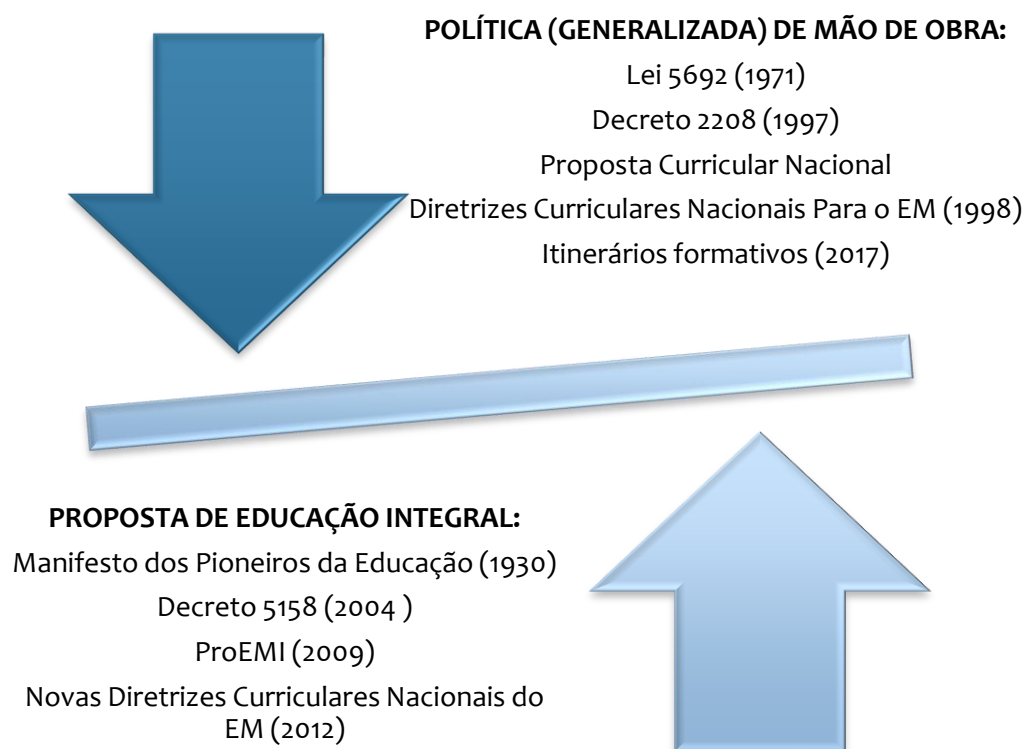 POLÍTICA (GENERALIZADA) DE MÃO DE OBRA:
Lei 5692 (1971)
Decreto 2208 (1997)
Proposta Curricular Nacional
Diretrizes Curriculares Nacionais Para o EM (1998)
Itinerários formativos (2017)
PROPOSTA DE EDUCAÇÃO INTEGRAL:
Manifesto dos Pioneiros da Educação (1930)
Decreto 5158 (2004 )
ProEMI (2009)
Novas Diretrizes Curriculares Nacionais do
EM (2012)